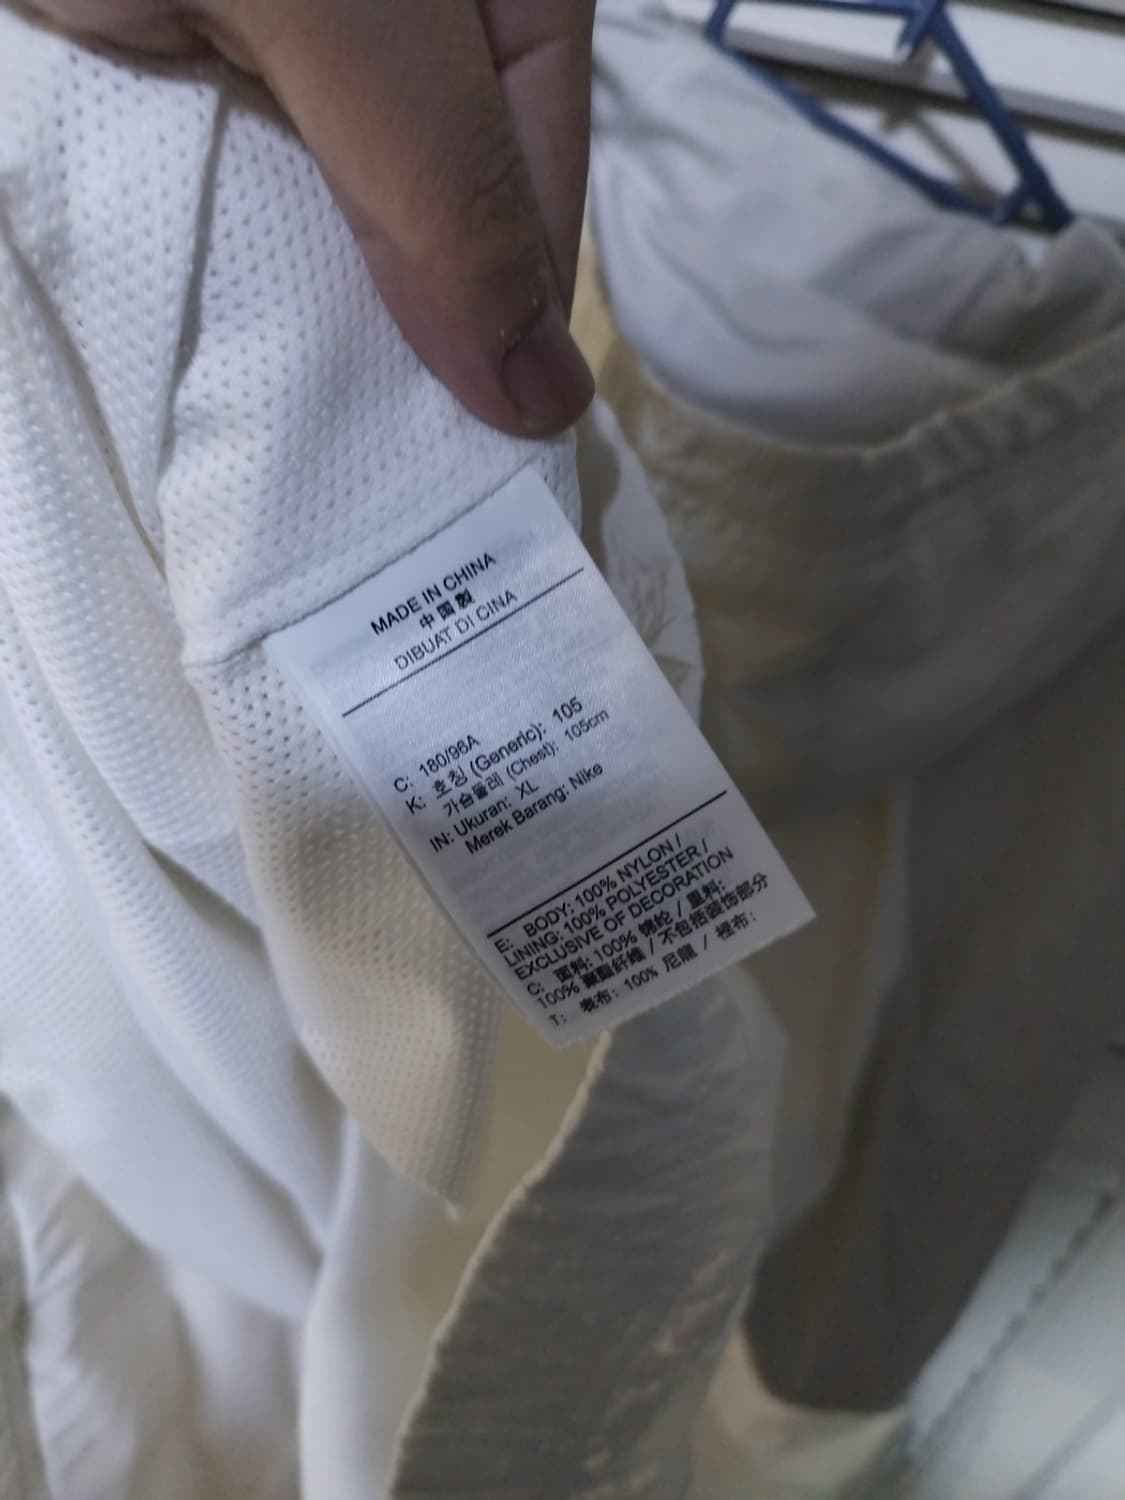 MADE IN CHINA
中国製
DIBUAT DI CINA
C: 180/96A
K: 호칭 (Generic): 105
가슴둘레 (Chest): 105cm
IN: Ukuran: XL
Merek Barang: Nike
E: BODY: 100% NYLON /
LINING: 100% POLYESTER /
EXCLUSIVE OF DECORATION
C: 面料: 100% 锦纶 / 里料:
100% 聚酯纤维 / 不包括装饰部分
T: 表布: 100% 尼龍 / 裡布: